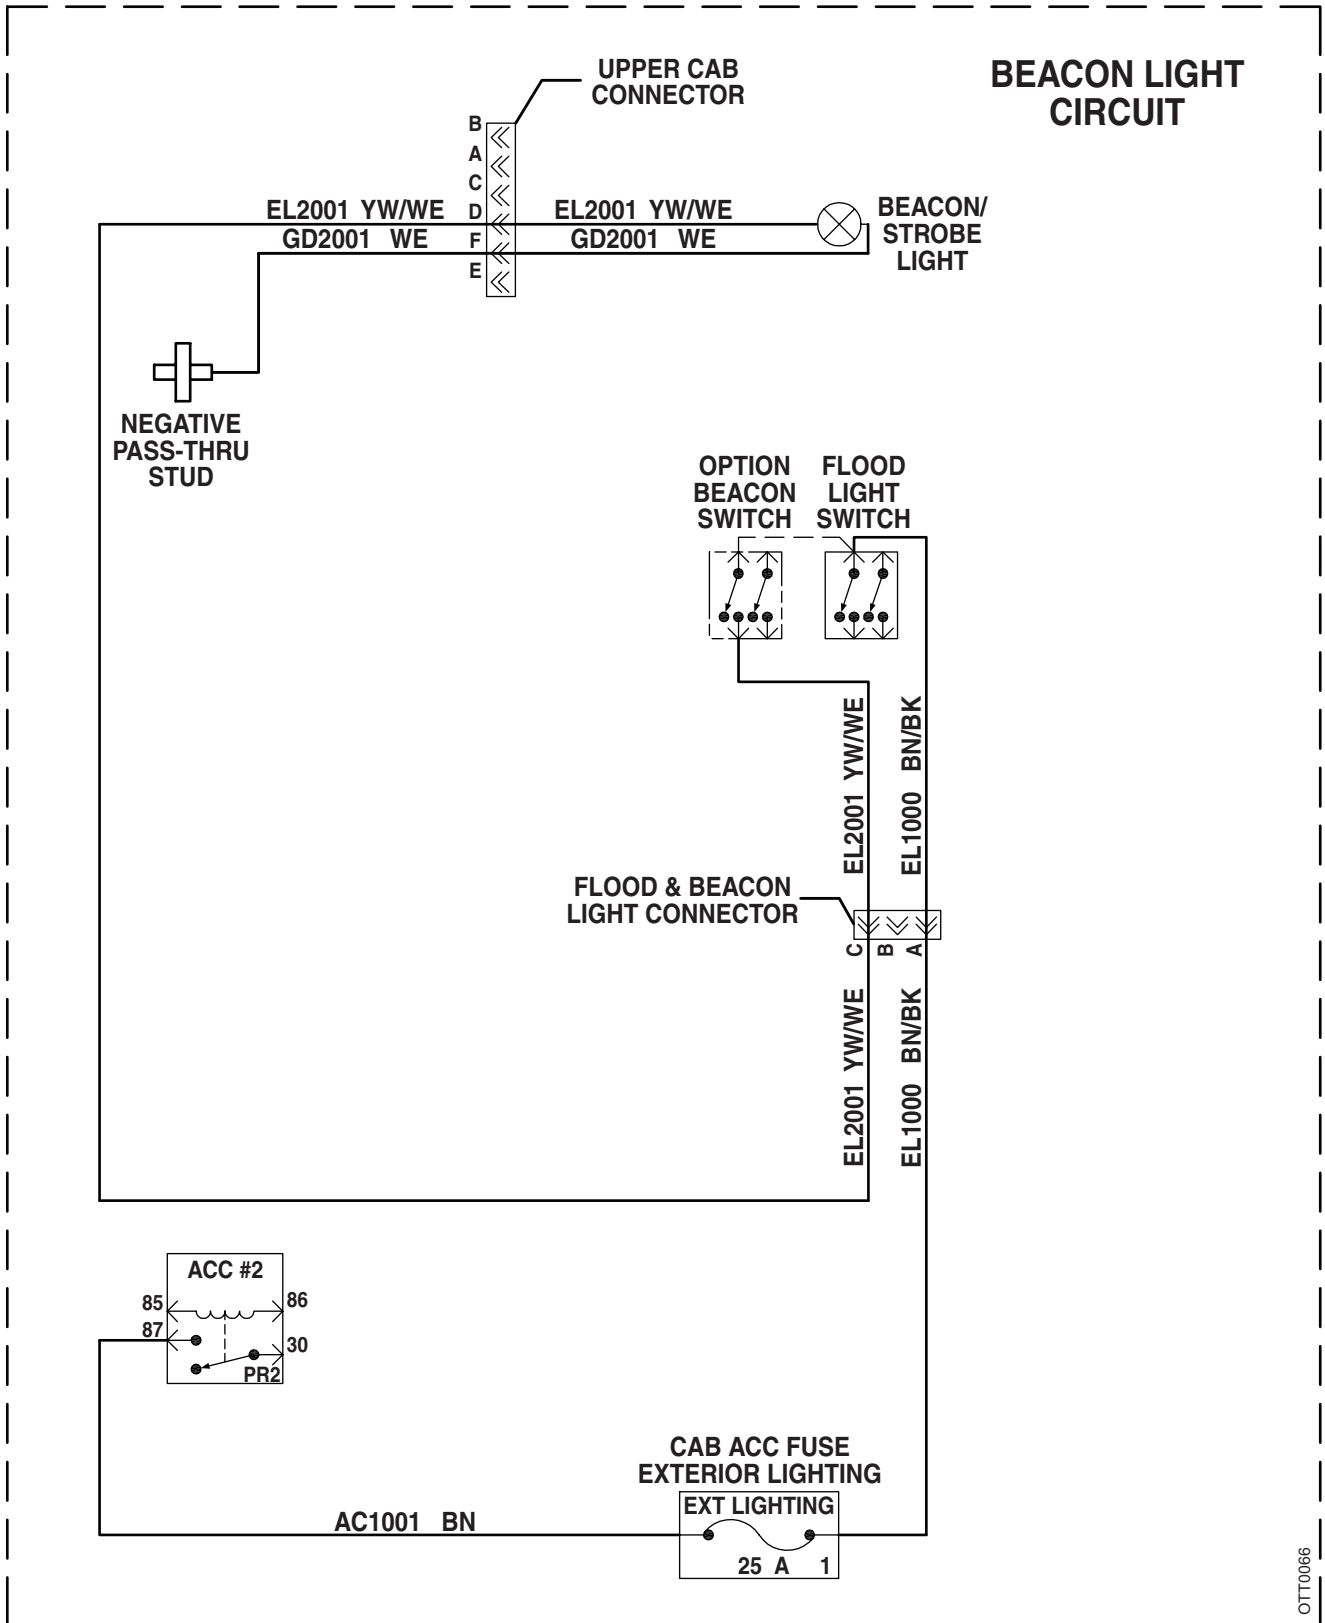 BEACON LIGHT
CIRCUIT
UPPER CAB
CONNECTOR
B
A
C
EL2001 YW/WE
D
EL2001 YW/WE
GD2001 WE
F
GD2001 WE
E
BEACON/
STROBE
LIGHT
NEGATIVE
PASS-THRU
STUD
OPTION
BEACON
SWITCH
FLOOD
LIGHT
SWITCH
EL2001 YW/WE
EL1000 BN/BK
FLOOD & BEACON
LIGHT CONNECTOR
C
B
A
EL2001 YW/WE
EL1000 BN/BK
ACC #2
85
86
87
30
PR2
CAB ACC FUSE
EXTERIOR LIGHTING
EXT LIGHTING
AC1001 BN
25 A 1
OTT0066